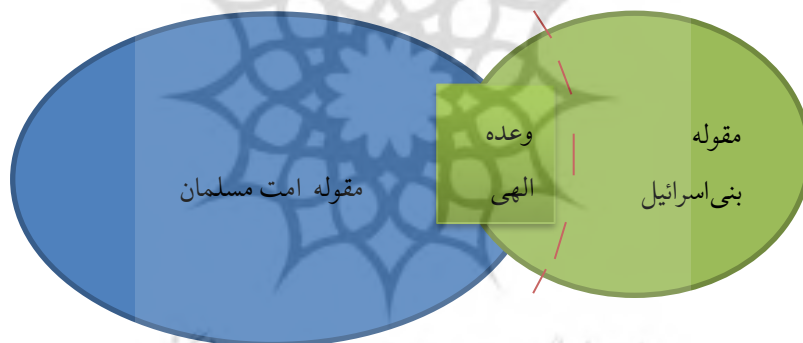 مقوله
بنی‌اسرائیل
وعده
الهی
مقوله امت مسلمان